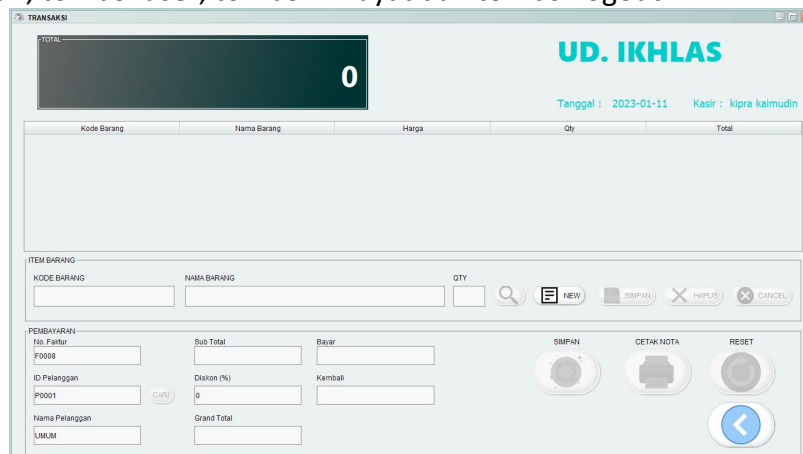 TRANSAKSI
TOTAL
0
UD. IKHLAS
Tanggal : 2023-01-11 Kasir : kipra kaimudin
Kode Barang Nama Barang Harga Qty Total
ITEM BARANG
KODE BARANG NAMA BARANG QTY
NEW SIMPAN HAPUS CANCEL
PEMBAYARAN
No. Faktur Sub Total Bayar SIMPAN CETAK NOTA RESET
F0008
ID Pelanggan Diskon (%) Kembali
P0001 CARI 0
Nama Pelanggan Grand Total
UMUM